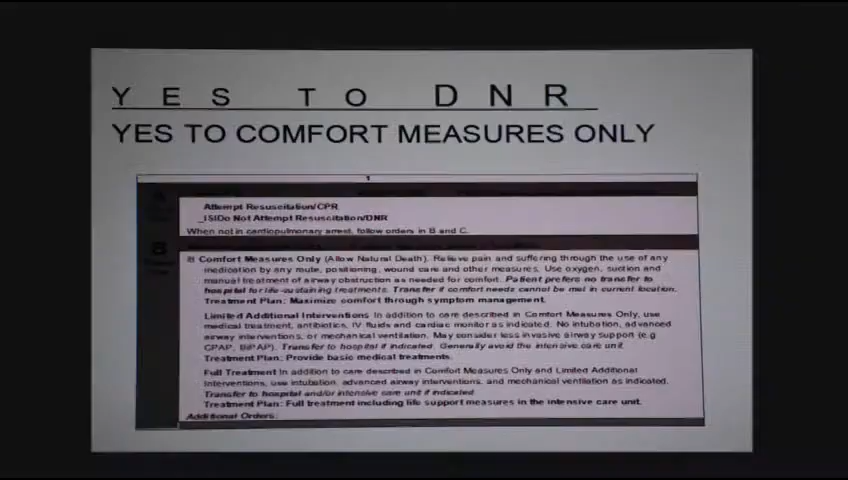 YES TO DNR
YES TO COMFORT MEASURES ONLY
1
A
Attempt Resuscitation/CPR
_ISIDo Not Attempt Resuscitation/DNR
When not in cardiopulmonary arrest, follow orders in B and C.
B
Comfort Measures Only (Allow Natural Death). Relieve pain and suffering through the use of any
medication by any route, positioning, wound care and other measures. Use oxygen, suction and
manual treatment of airway obstruction as needed for comfort. Patient prefers no transfer to
hospital for life-sustaining treatments. Transfer if comfort needs cannot be met in current location.
Treatment Plan: Maximize comfort through symptom management.
Limited Additional Interventions In addition to care described in Comfort Measures Only, use
medical treatment, antibiotics, IV fluids and cardiac monitor as indicated. No intubation, advanced
airway interventions, or mechanical ventilation. May consider less invasive airway support (e.g
CPAP, BiPAP). Transfer to hospital if indicated. Generally avoid the intensive care unit.
Treatment Plan: Provide basic medical treatments.
Full Treatment In addition to care described in Comfort Measures Only and Limited Additional
Interventions, use intubation, advanced airway interventions, and mechanical ventilation as indicated.
Transfer to hospital and/or intensive care unit if indicated
Treatment Plan: Full treatment including life support measures in the intensive care unit.
Additional Orders: